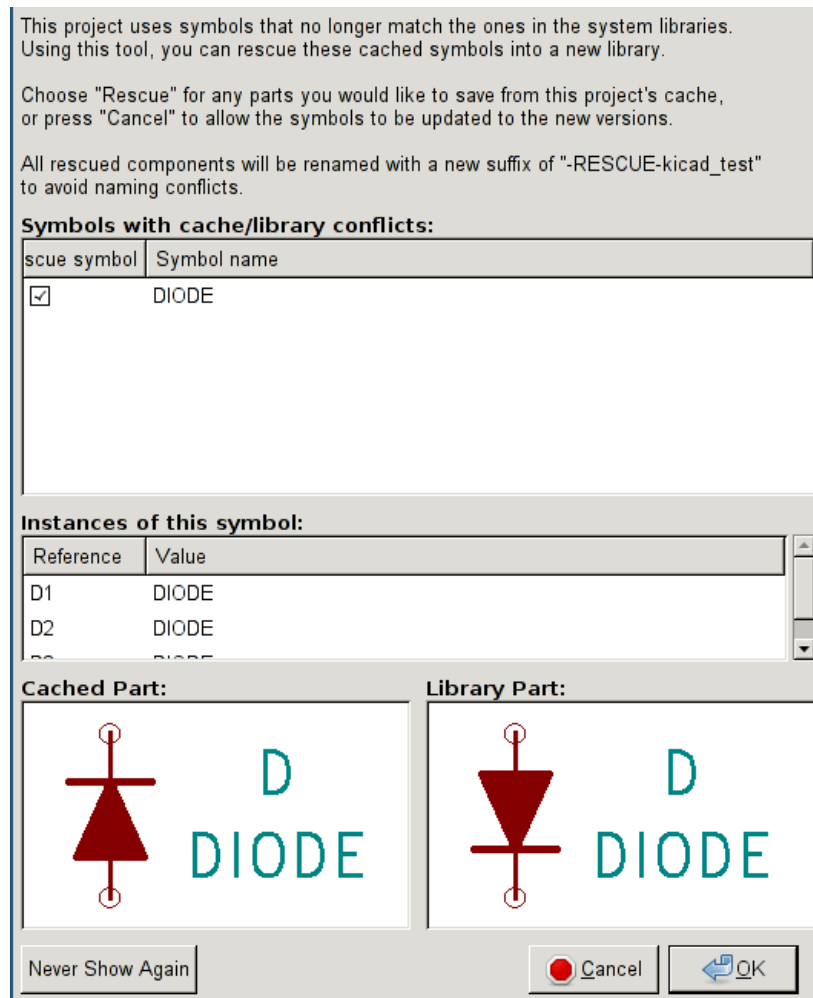 This project uses symbols that no longer match the ones in the system libraries.
Using this tool, you can rescue these cached symbols into a new library.
Choose "Rescue" for any parts you would like to save from this project's cache,
or press "Cancel" to allow the symbols to be updated to the new versions.
All rescued components will be renamed with a new suffix of "-RESCUE-kicad_test"
to avoid naming conflicts.
Symbols with cache/library conflicts:
scue symbol Symbol name
DIODE
Instances of this symbol:
Reference Value
D1 DIODE
D2 DIODE
Cached Part: Library Part:
D D
DIODE DIODE
Never Show Again Cancel OK